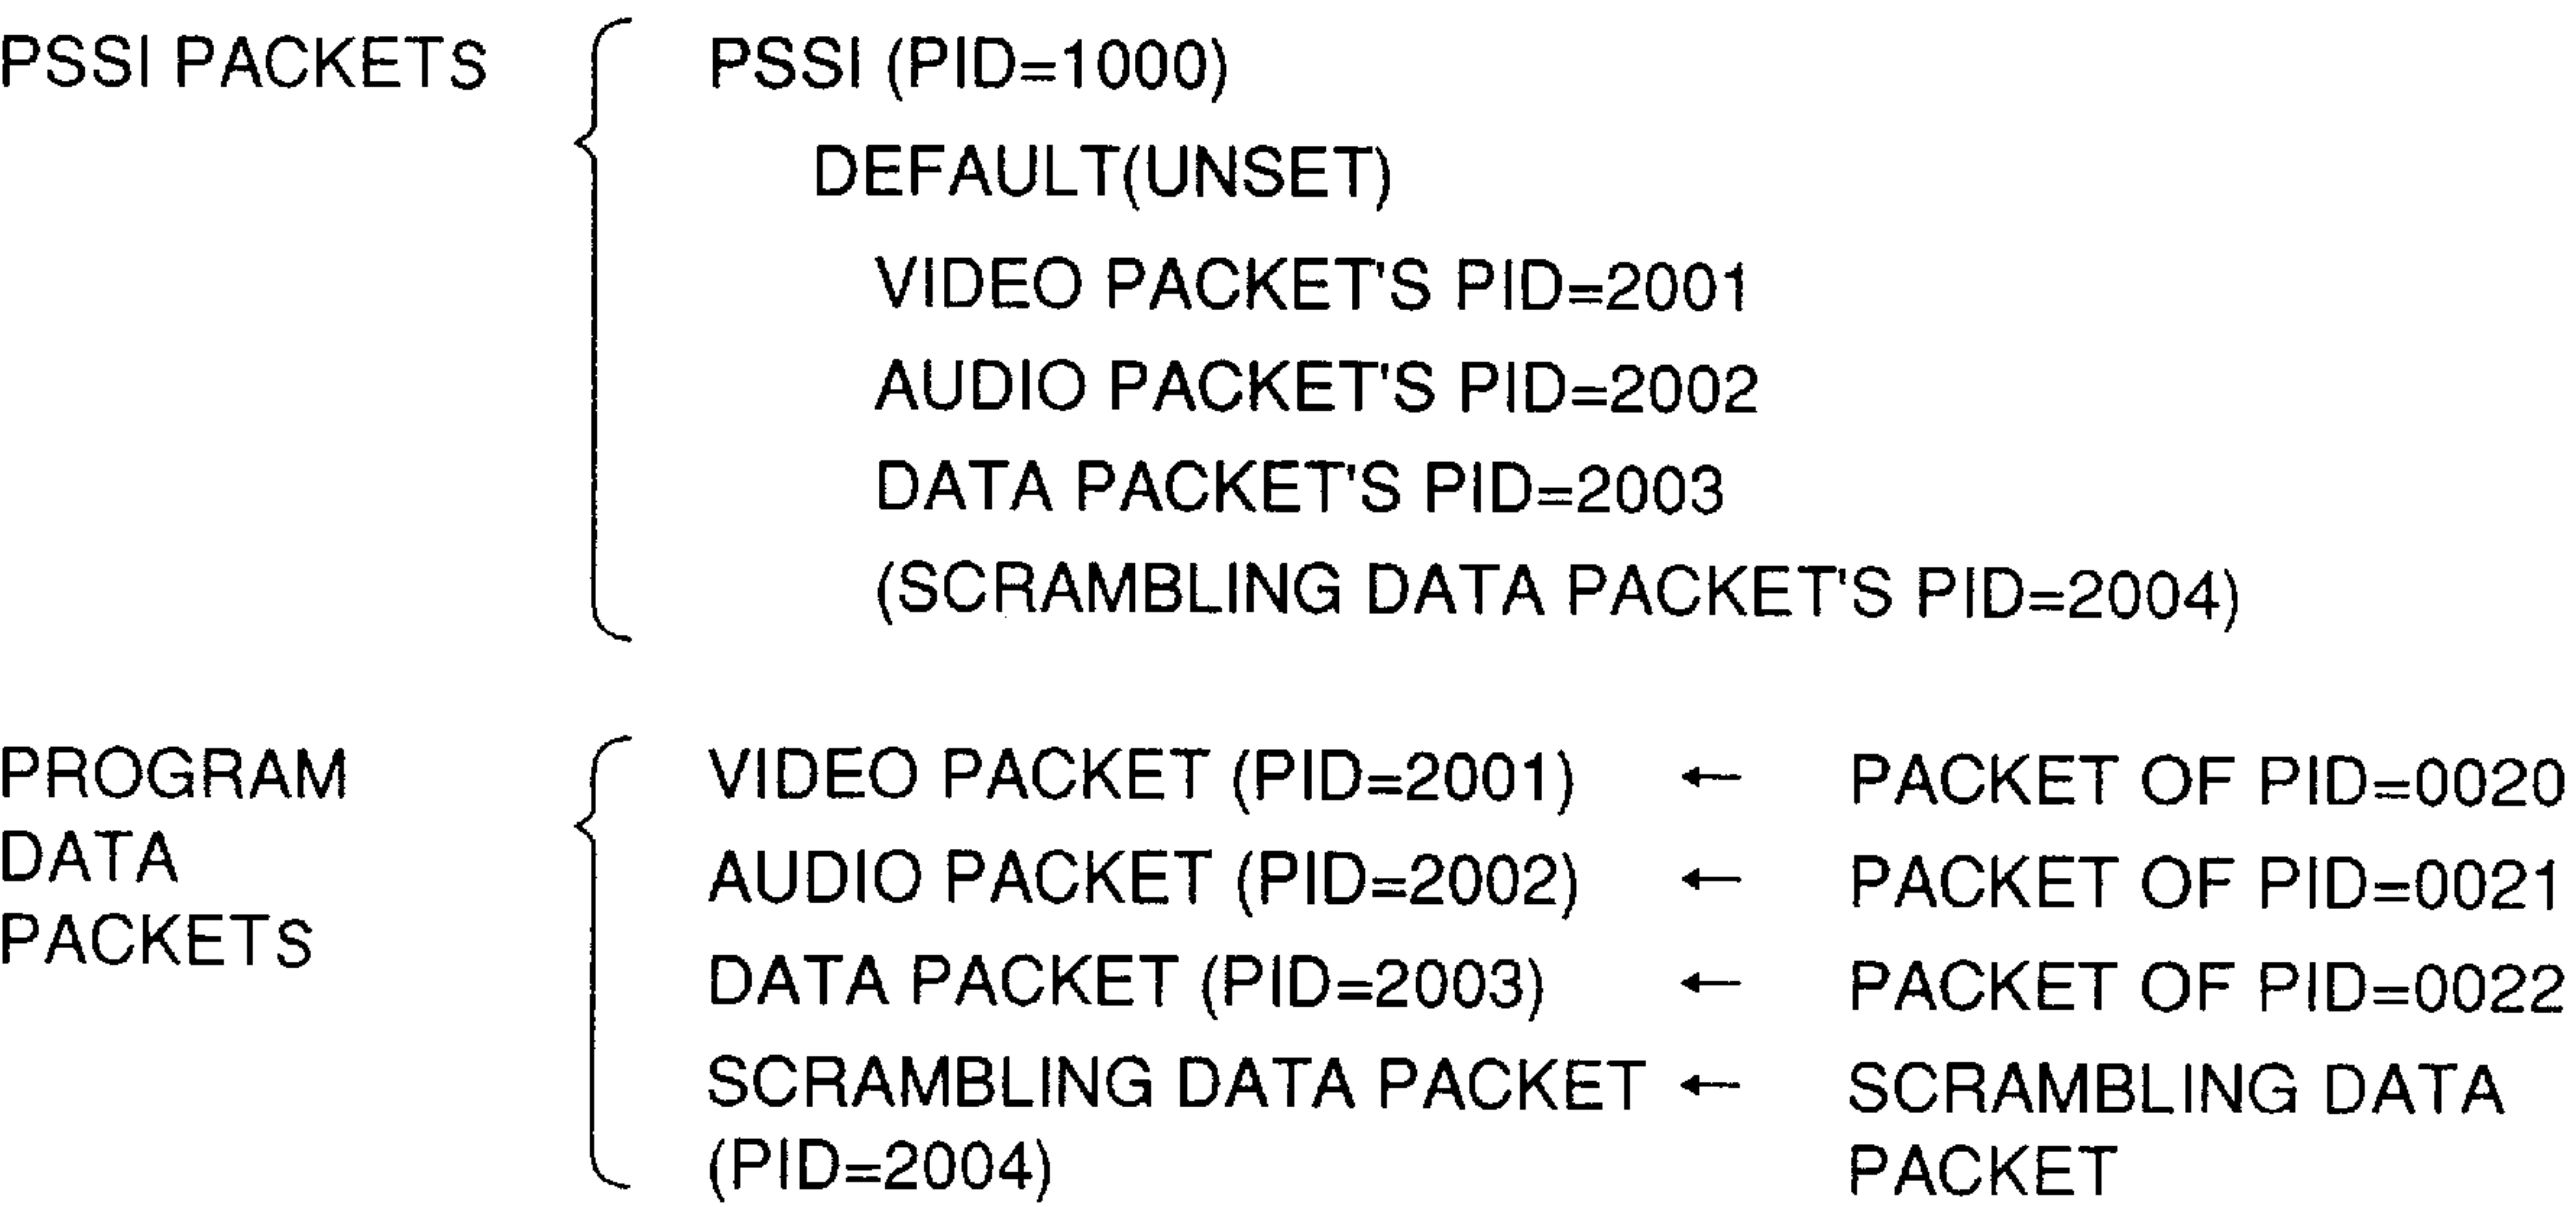 PSSI PACKETS
PSSI (PID=1000)
DEFAULT(UNSET)
VIDEO PACKET'S PID=2001
AUDIO PACKET'S PID=2002
DATA PACKET'S PID=2003
(SCRAMBLING DATA PACKET'S PID=2004)
PROGRAM
DATA
PACKETS
VIDEO PACKET (PID=2001) ← PACKET OF PID=0020
AUDIO PACKET (PID=2002) ← PACKET OF PID=0021
DATA PACKET (PID=2003) ← PACKET OF PID=0022
SCRAMBLING DATA PACKET ← SCRAMBLING DATA
(PID=2004) PACKET